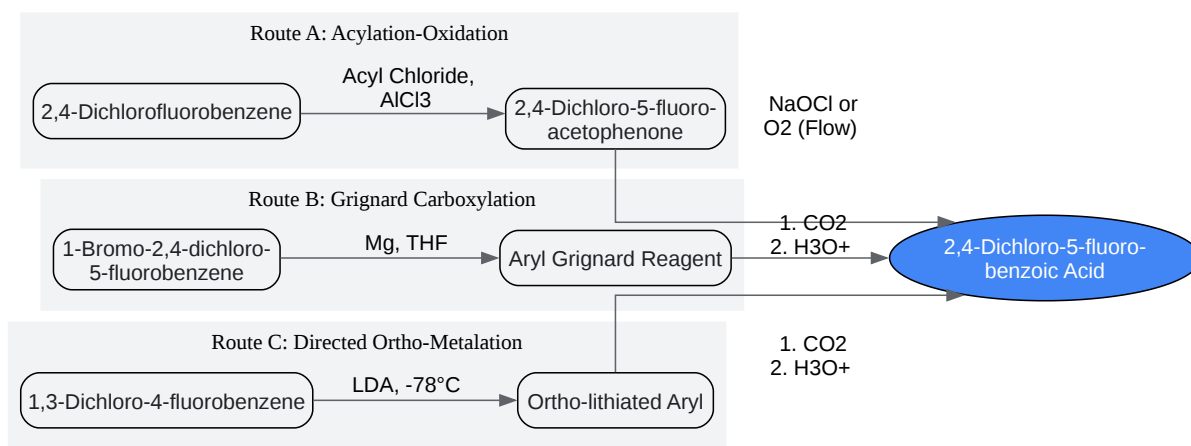 Route A: Acylation-Oxidation
2,4-Dichlorofluorobenzene
Acyl Chloride,
AlCl3
2,4-Dichloro-5-fluoro-
acetophenone
NaOCl or
O2 (Flow)
Route B: Grignard Carboxylation
1-Bromo-2,4-dichloro-
5-fluorobenzene
Mg, THF
Aryl Grignard Reagent
1. CO2
2. H3O+
2,4-Dichloro-5-fluoro-
benzoic Acid
Route C: Directed Ortho-Metalation
1,3-Dichloro-4-fluorobenzene
LDA, -78°C
Ortho-lithiated Aryl
1. CO2
2. H3O+